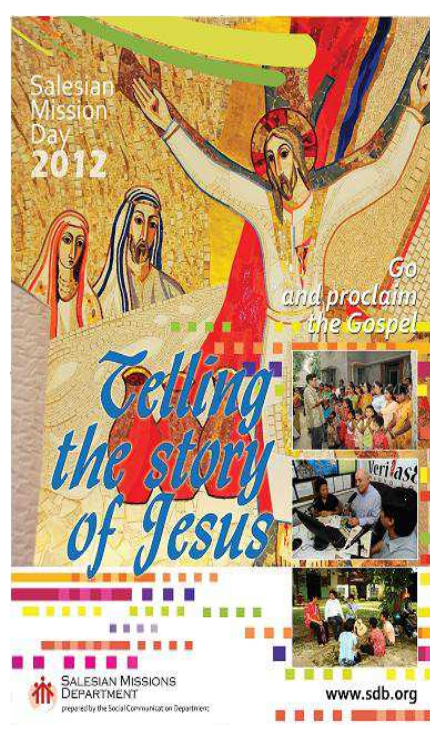 Salesian
Mission
Day
2012
Go
and proclaim
the Gospel
Telling
the story
of Jesus
Veritas
SALESIAN MISSIONS
DEPARTMENT
prepared by the Social Communication Department
www.sdb.org